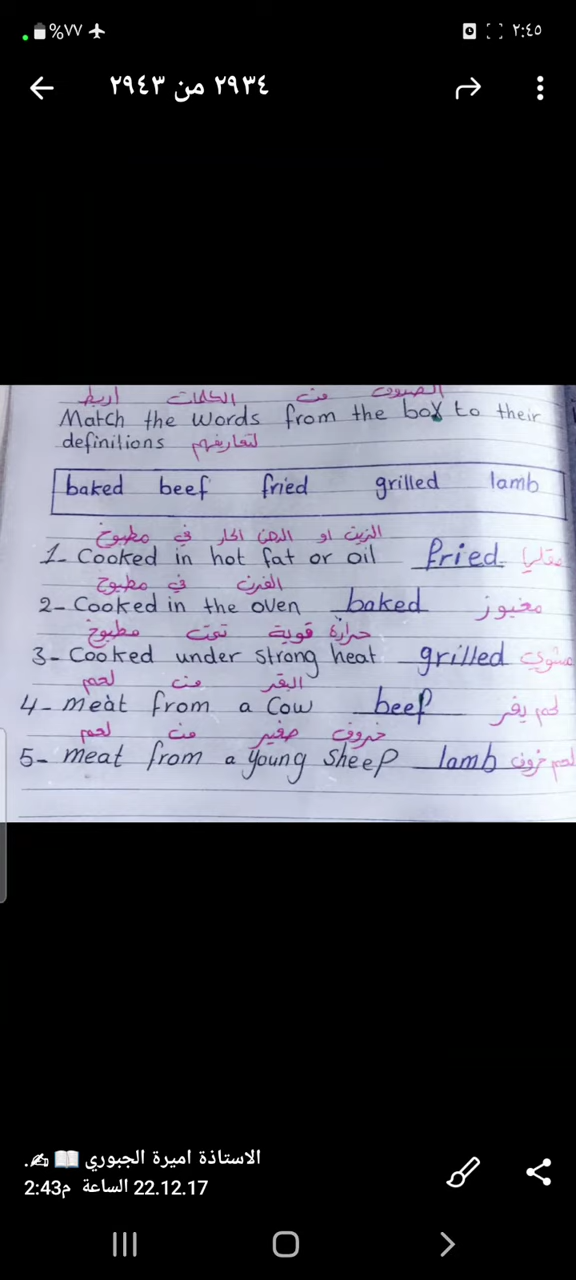 %٧٧
٢:٤٥
٢٩٣٤ من ٢٩٤٣
اربط الكلمات من الصندوق
Match the words from the box to their
definitions لتعاريفهم
baked beef fried grilled lamb
مطبوخ في الحار الدهن او الزيت
1- Cooked in hot fat or oil fried مقلي
مطبوخ في الفرن
2- Cooked in the oven baked مخبوز
مطبوخ تحت قوية حرارة
3- Cooked under strong heat grilled مشوي
لحم من البقر
4- meat from a Cow beef لحم بقر
لحم من صغير خروف
5- meat from a young sheep lamb لحم خروف
الاستاذة اميرة الجبوري 📖✍.
22.12.17 الساعة 2:43م